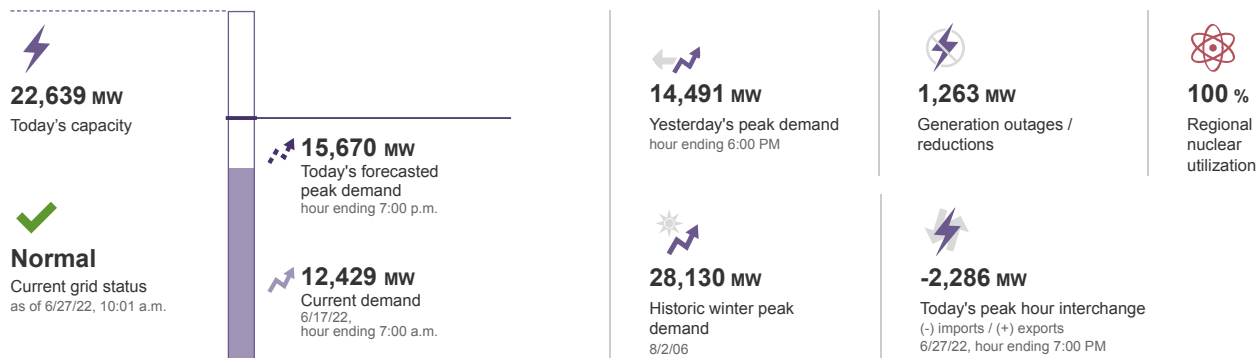 22,639 MW
Today's capacity
Normal
Current grid status
as of 6/27/22, 10:01 a.m.
15,670 MW
Today's forecasted
peak demand
hour ending 7:00 p.m.
12,429 MW
Current demand
6/17/22,
hour ending 7:00 a.m.
14,491 MW
Yesterday's peak demand
hour ending 6:00 PM
1,263 MW
Generation outages /
reductions
100 %
Regional
nuclear
utilization
28,130 MW
Historic winter peak
demand
8/2/06
-2,286 MW
Today's peak hour interchange
(-) imports / (+) exports
6/27/22, hour ending 7:00 PM